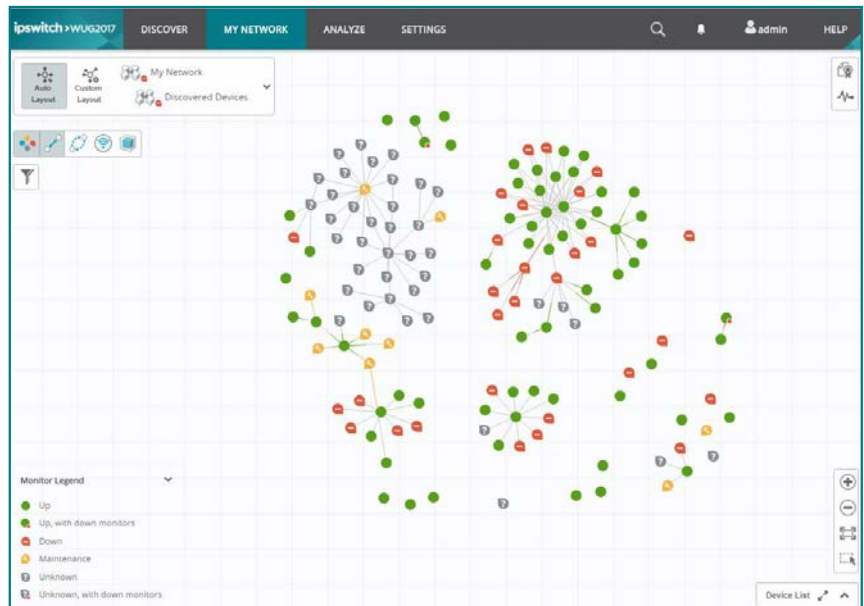 ipswitch > WUG2017 DISCOVER MY NETWORK ANALYZE SETTINGS admin HELP
Auto Layout
Custom Layout
My Network
Discovered Devices
Monitor Legend
Up
Up, with down monitors
Down
Maintenance
Unknown
Unknown, with down monitors
Device List